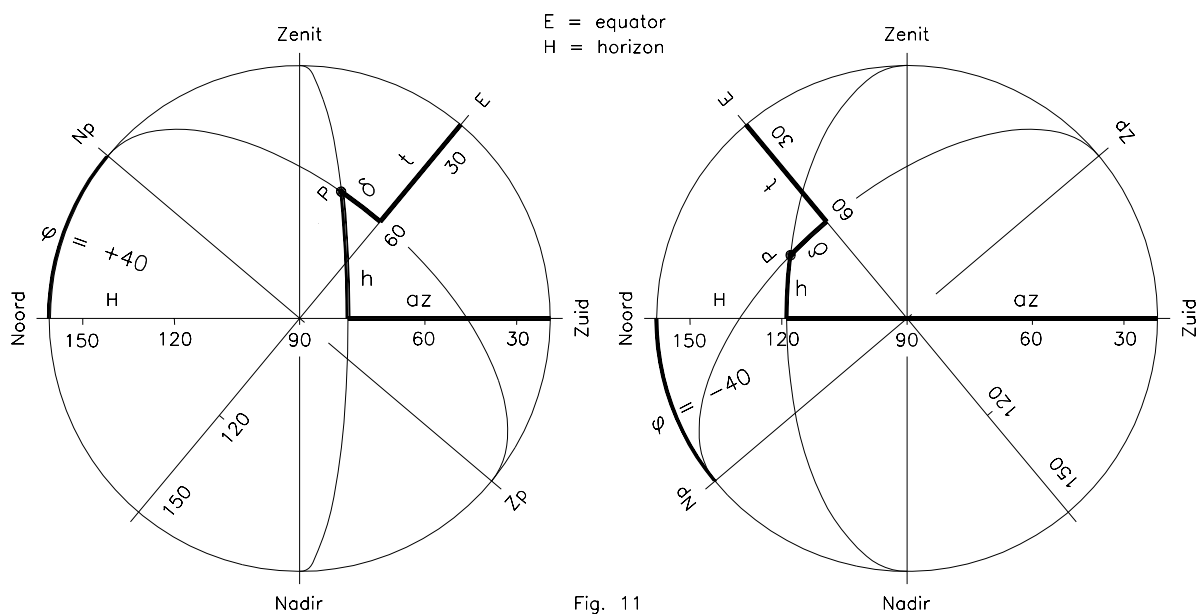 E = equator
H = horizon
Zenit
Np
E
P δ t 30
60
φ = +40
h
Noord H az Zuid
150 120 90 60 30
120
150
Zp
Nadir
Zenit
E
30
Zp
t
60
P δ
h
Noord H az Zuid
150 120 90 60 30
φ = -40
120
150
Np
Nadir
Fig. 11